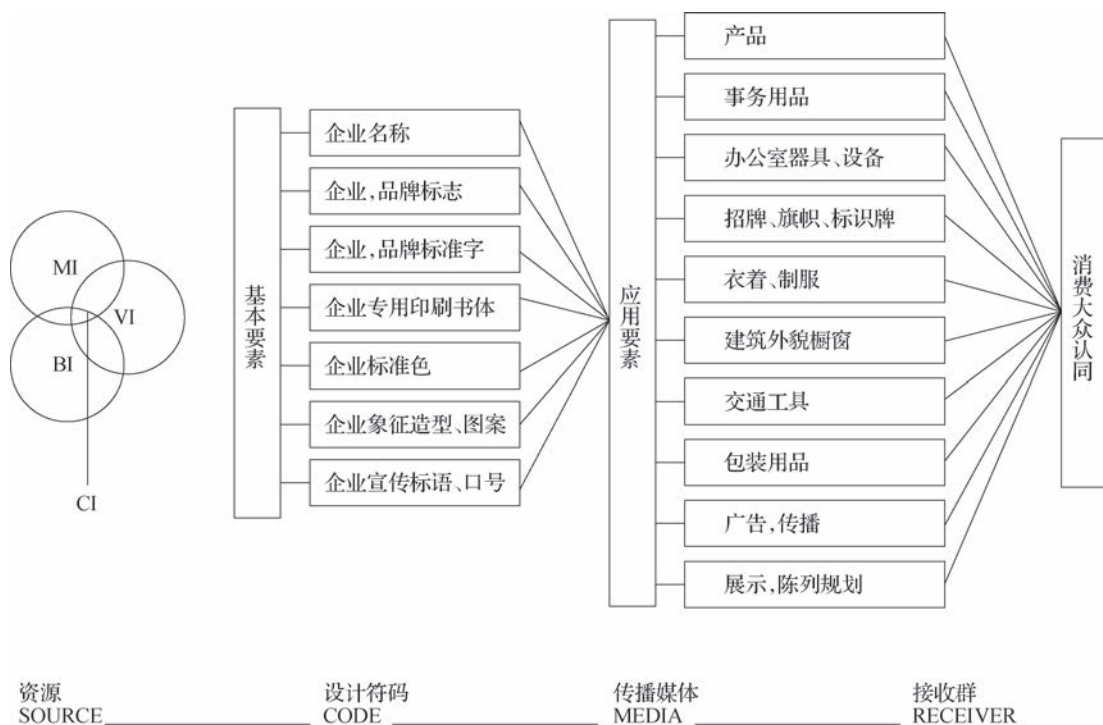 MI
VI
BI
CI
基本要素
企业名称
企业,品牌标志
企业,品牌标准字
企业专用印刷书体
企业标准色
企业象征造型、图案
企业宣传标语、口号
应用要素
产品
事务用品
办公室器具、设备
招牌、旗帜、标识牌
衣着、制服
建筑外貌橱窗
交通工具
包装用品
广告,传播
展示,陈列规划
消费大众认同
资源
SOURCE
设计符码
CODE
传播媒体
MEDIA
接收群
RECEIVER